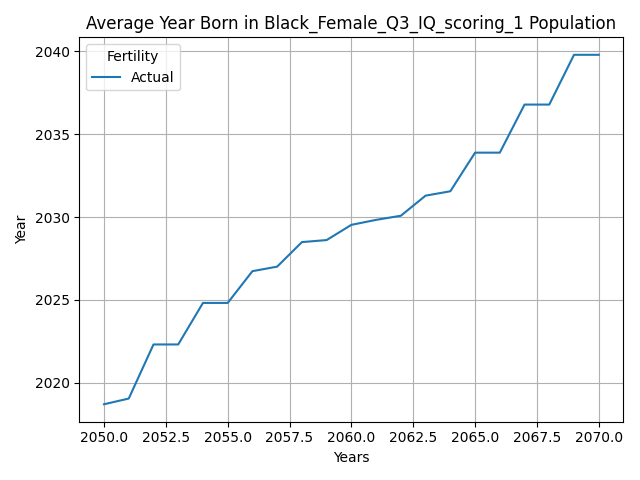 Average Year Born in Black_Female_Q3_IQ_scoring_1 Population
Fertility
Actual
Year
2040
2035
2030
2025
2020
2050.0 2052.5 2055.0 2057.5 2060.0 2062.5 2065.0 2067.5 2070.0
Years